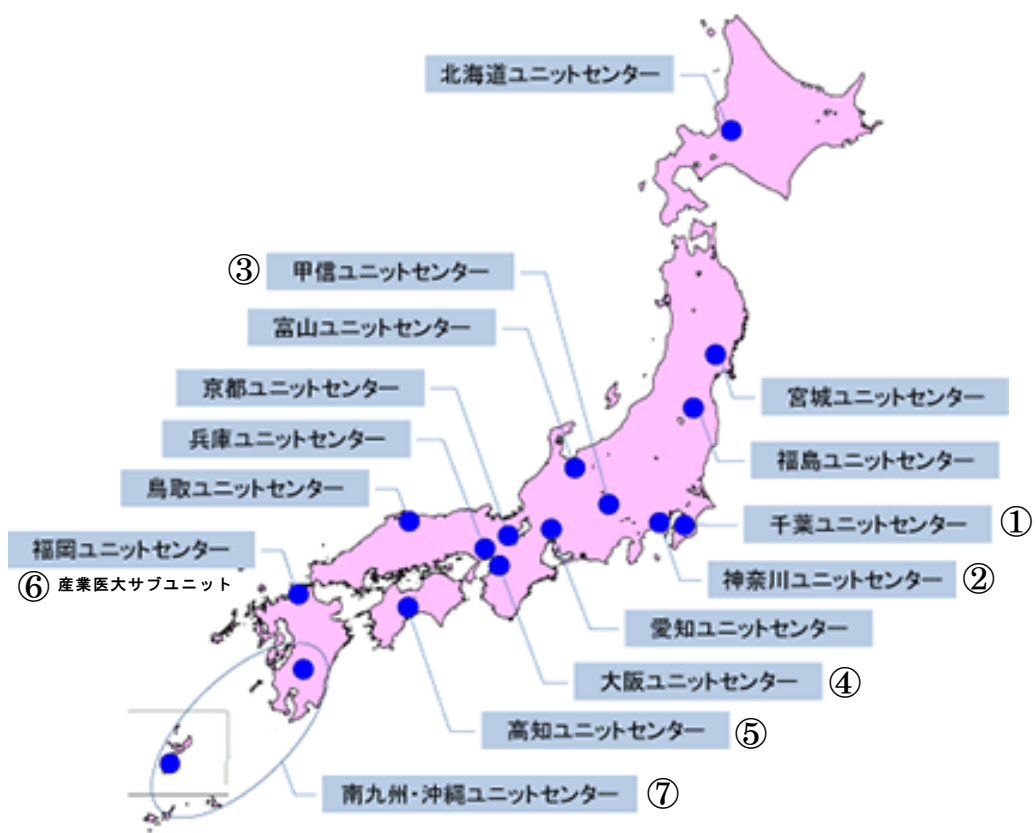 北海道ユニットセンター
③ 甲信ユニットセンター
富山ユニットセンター
京都ユニットセンター
宮城ユニットセンター
兵庫ユニットセンター
福島ユニットセンター
鳥取ユニットセンター
千葉ユニットセンター ①
福岡ユニットセンター
⑥ 産業医大サブユニット
神奈川ユニットセンター ②
愛知ユニットセンター
大阪ユニットセンター ④
高知ユニットセンター ⑤
南九州・沖縄ユニットセンター ⑦